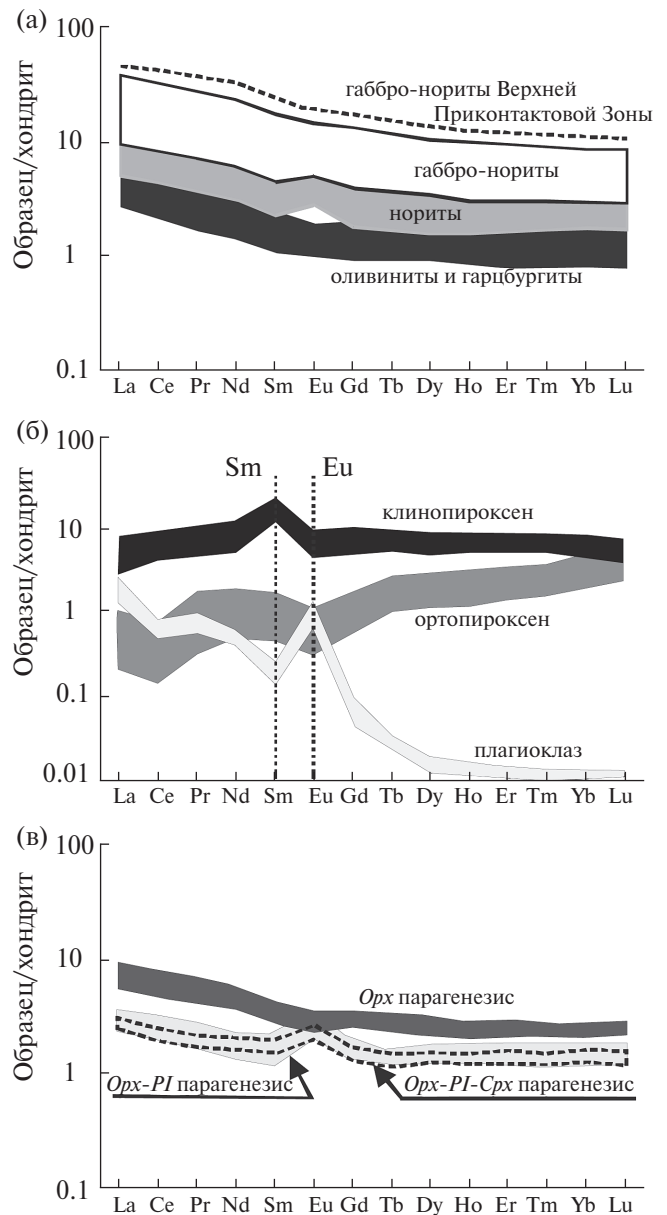 (а)
100
габбро-нориты Верхней
Приконтактовой Зоны
10
габбро-нориты
нориты
1
оливиниты и гарцбургиты
0.1
Образец/хондрит
La Ce Pr Nd Sm Eu Gd Tb Dy Ho Er Tm Yb Lu
(б)
100
Sm Eu
клинопироксен
10
1
ортопироксен
0.1
плагиоклаз
0.01
Образец/хондрит
La Ce Pr Nd Sm Eu Gd Tb Dy Ho Er Tm Yb Lu
(в)
100
10
Opx парагенезис
1
Opx-PI парагенезис
Opx-PI-Cpx парагенезис
0.1
Образец/хондрит
La Ce Pr Nd Sm Eu Gd Tb Dy Ho Er Tm Yb Lu